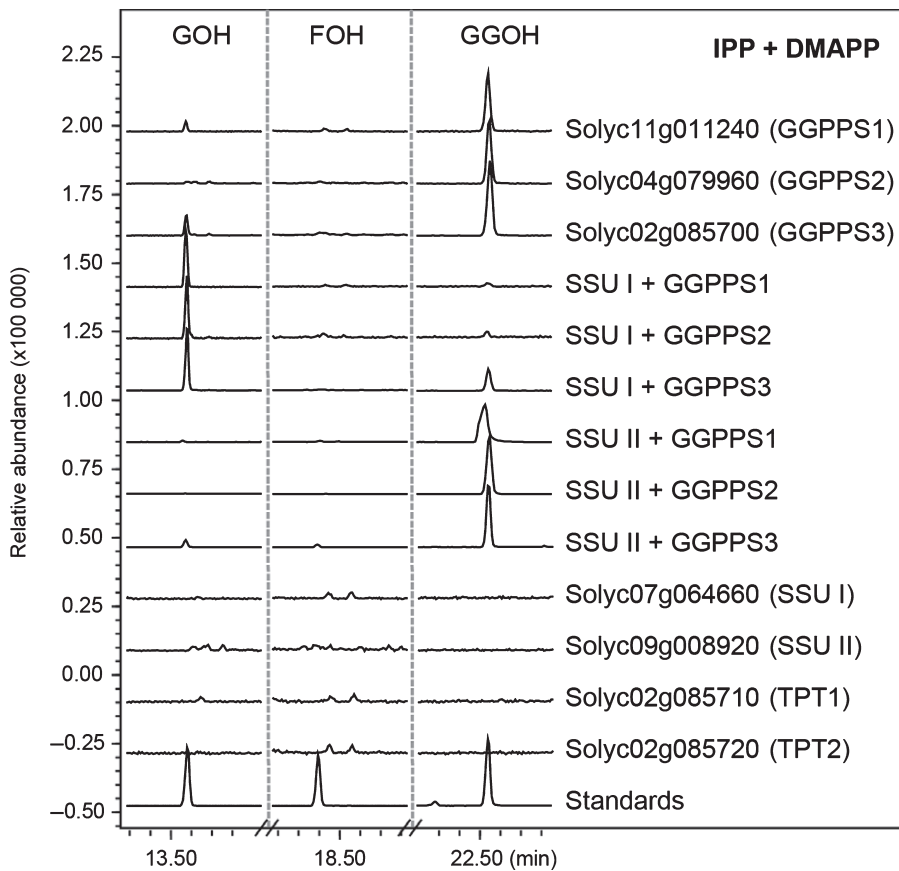 GOH FOH GGOH IPP + DMAPP
2.25
2.00
1.75
1.50
1.25
1.00
0.75
0.50
0.25
0.00
–0.25
–0.50
Relative abundance (x100 000)
Solyc11g011240 (GGPPS1)
Solyc04g079960 (GGPPS2)
Solyc02g085700 (GGPPS3)
SSU I + GGPPS1
SSU I + GGPPS2
SSU I + GGPPS3
SSU II + GGPPS1
SSU II + GGPPS2
SSU II + GGPPS3
Solyc07g064660 (SSU I)
Solyc09g008920 (SSU II)
Solyc02g085710 (TPT1)
Solyc02g085720 (TPT2)
Standards
13.50 18.50 22.50 (min)